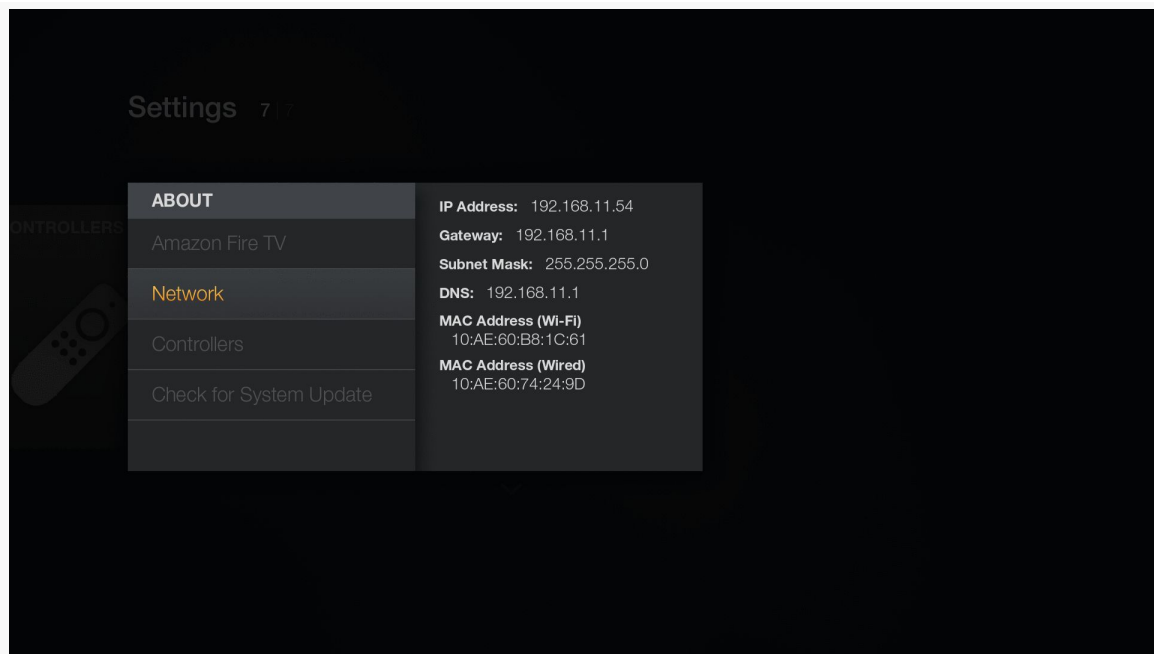 Settings 7 | 7
ONTROLLERS
ABOUT
Amazon Fire TV
Network
Controllers
Check for System Update
IP Address: 192.168.11.54
Gateway: 192.168.11.1
Subnet Mask: 255.255.255.0
DNS: 192.168.11.1
MAC Address (Wi-Fi)
10:AE:60:B8:1C:61
MAC Address (Wired)
10:AE:60:74:24:9D